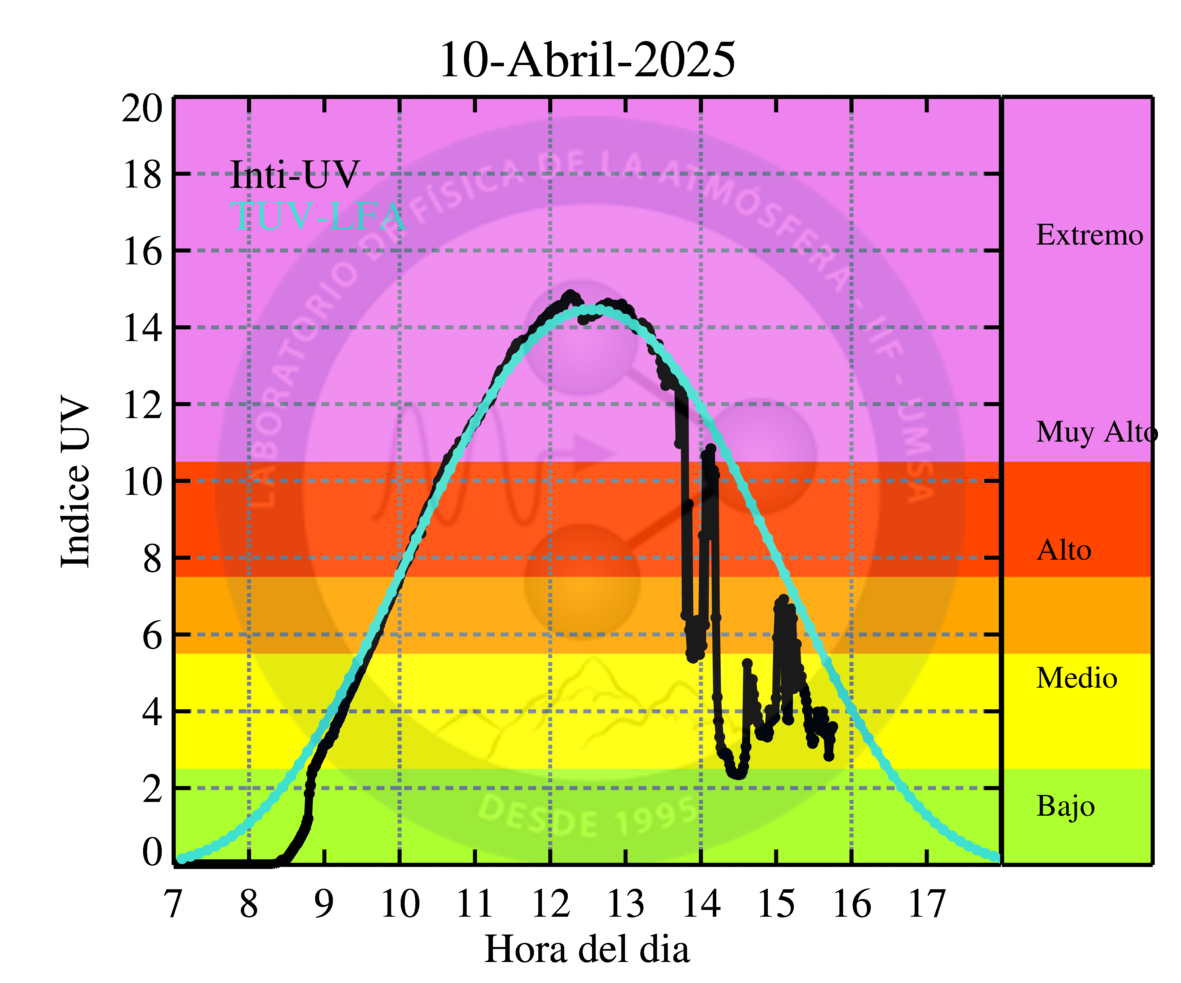 10-Abril-2025
20
18
16
14
12
10
8
6
4
2
0
Indice UV
Inti-UV
TUV-LFA
LABORATORIO DE FÍSICA DE LA ATMÓSFERA - IIF - UMSA
DESDE 1995
Extremo
Muy Alto
Alto
Medio
Bajo
7 8 9 10 11 12 13 14 15 16 17
Hora del dia